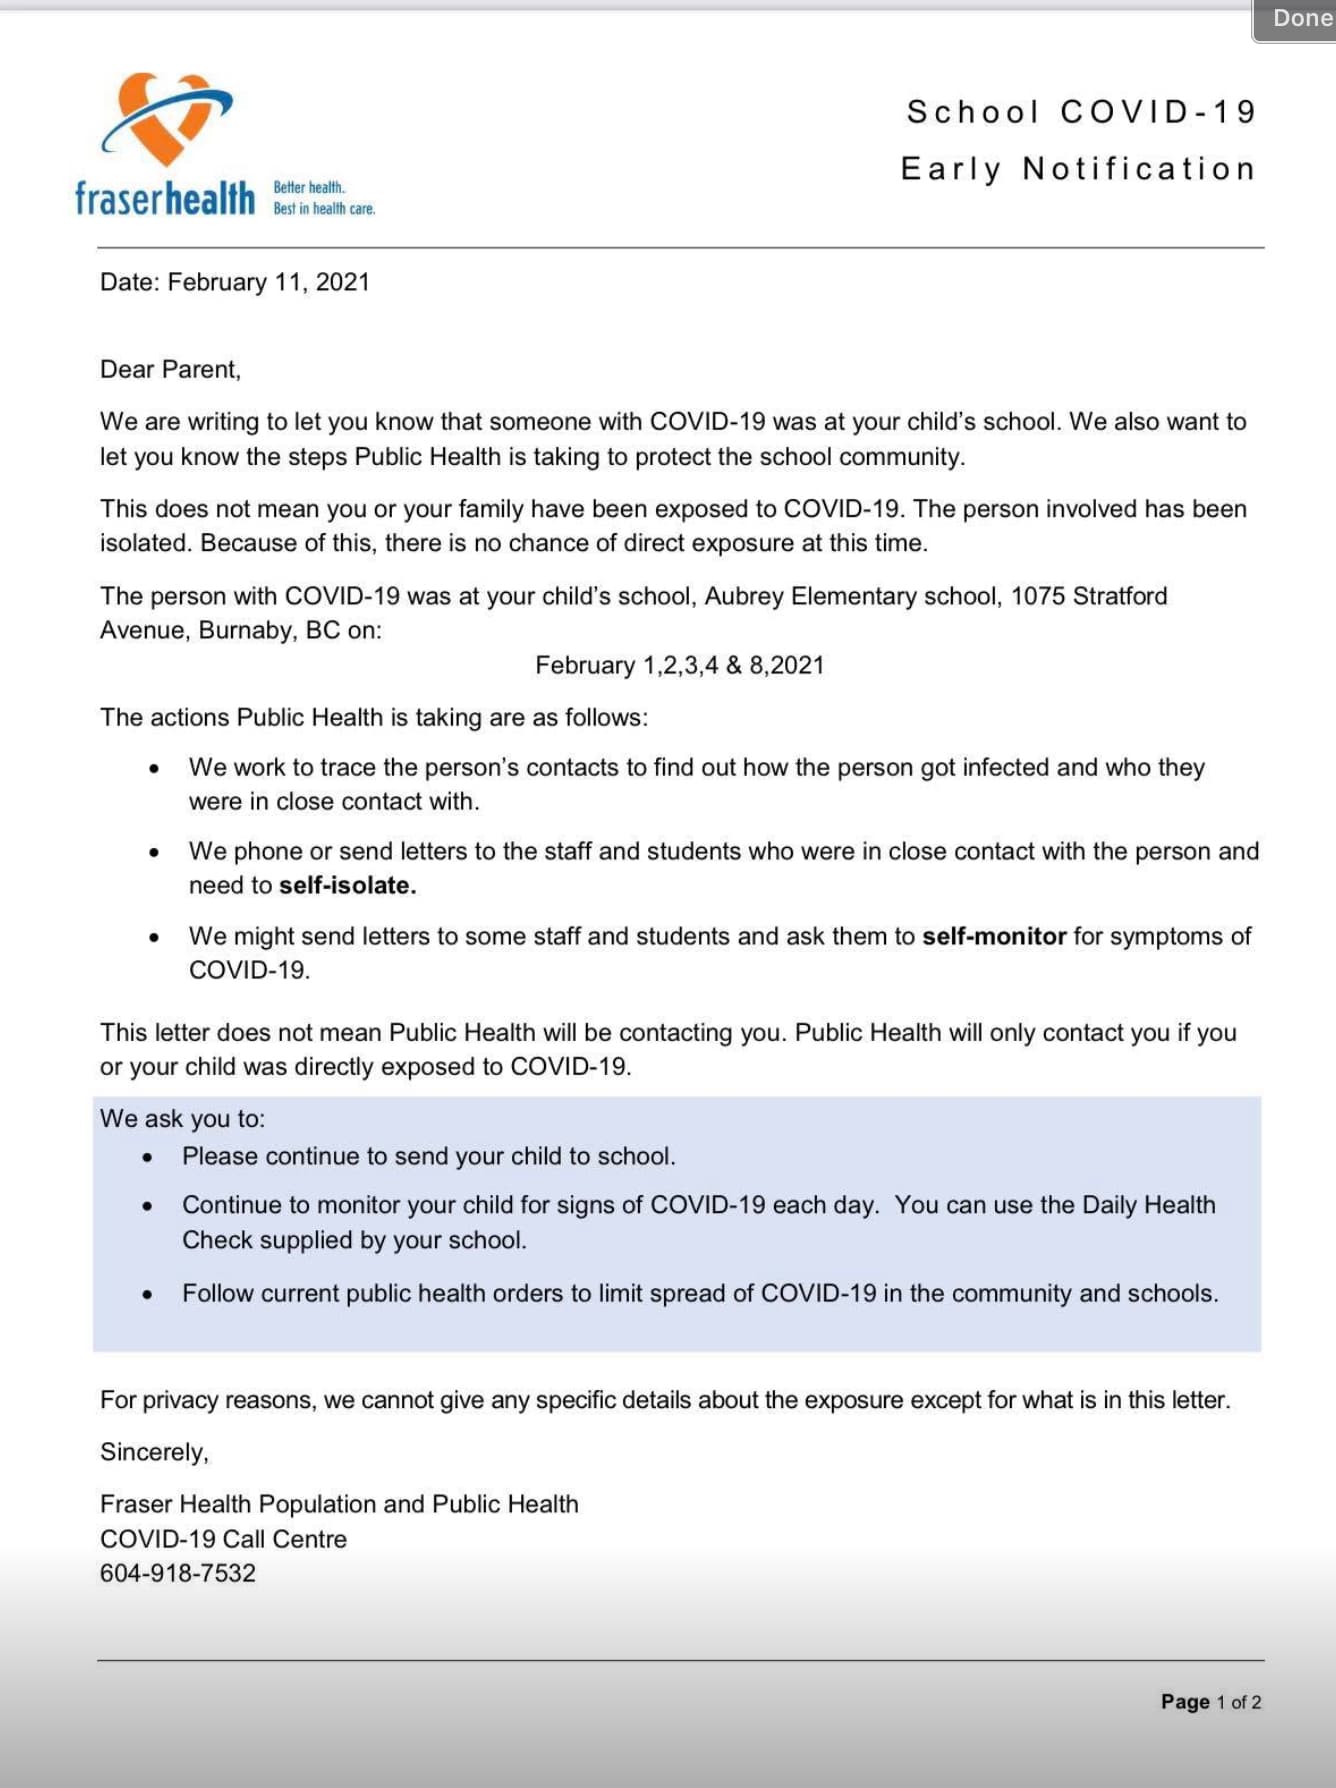 Done
fraserhealth
Better health.
Best in health care.
School COVID-19
Early Notification
Date: February 11, 2021
Dear Parent,
We are writing to let you know that someone with COVID-19 was at your child’s school. We also want to
let you know the steps Public Health is taking to protect the school community.
This does not mean you or your family have been exposed to COVID-19. The person involved has been
isolated. Because of this, there is no chance of direct exposure at this time.
The person with COVID-19 was at your child’s school, Aubrey Elementary school, 1075 Stratford
Avenue, Burnaby, BC on:
February 1,2,3,4 & 8,2021
The actions Public Health is taking are as follows:
• We work to trace the person’s contacts to find out how the person got infected and who they
were in close contact with.
• We phone or send letters to the staff and students who were in close contact with the person and
need to self-isolate.
• We might send letters to some staff and students and ask them to self-monitor for symptoms of
COVID-19.
This letter does not mean Public Health will be contacting you. Public Health will only contact you if you
or your child was directly exposed to COVID-19.
We ask you to:
• Please continue to send your child to school.
• Continue to monitor your child for signs of COVID-19 each day. You can use the Daily Health
Check supplied by your school.
• Follow current public health orders to limit spread of COVID-19 in the community and schools.
For privacy reasons, we cannot give any specific details about the exposure except for what is in this letter.
Sincerely,
Fraser Health Population and Public Health
COVID-19 Call Centre
604-918-7532
Page 1 of 2